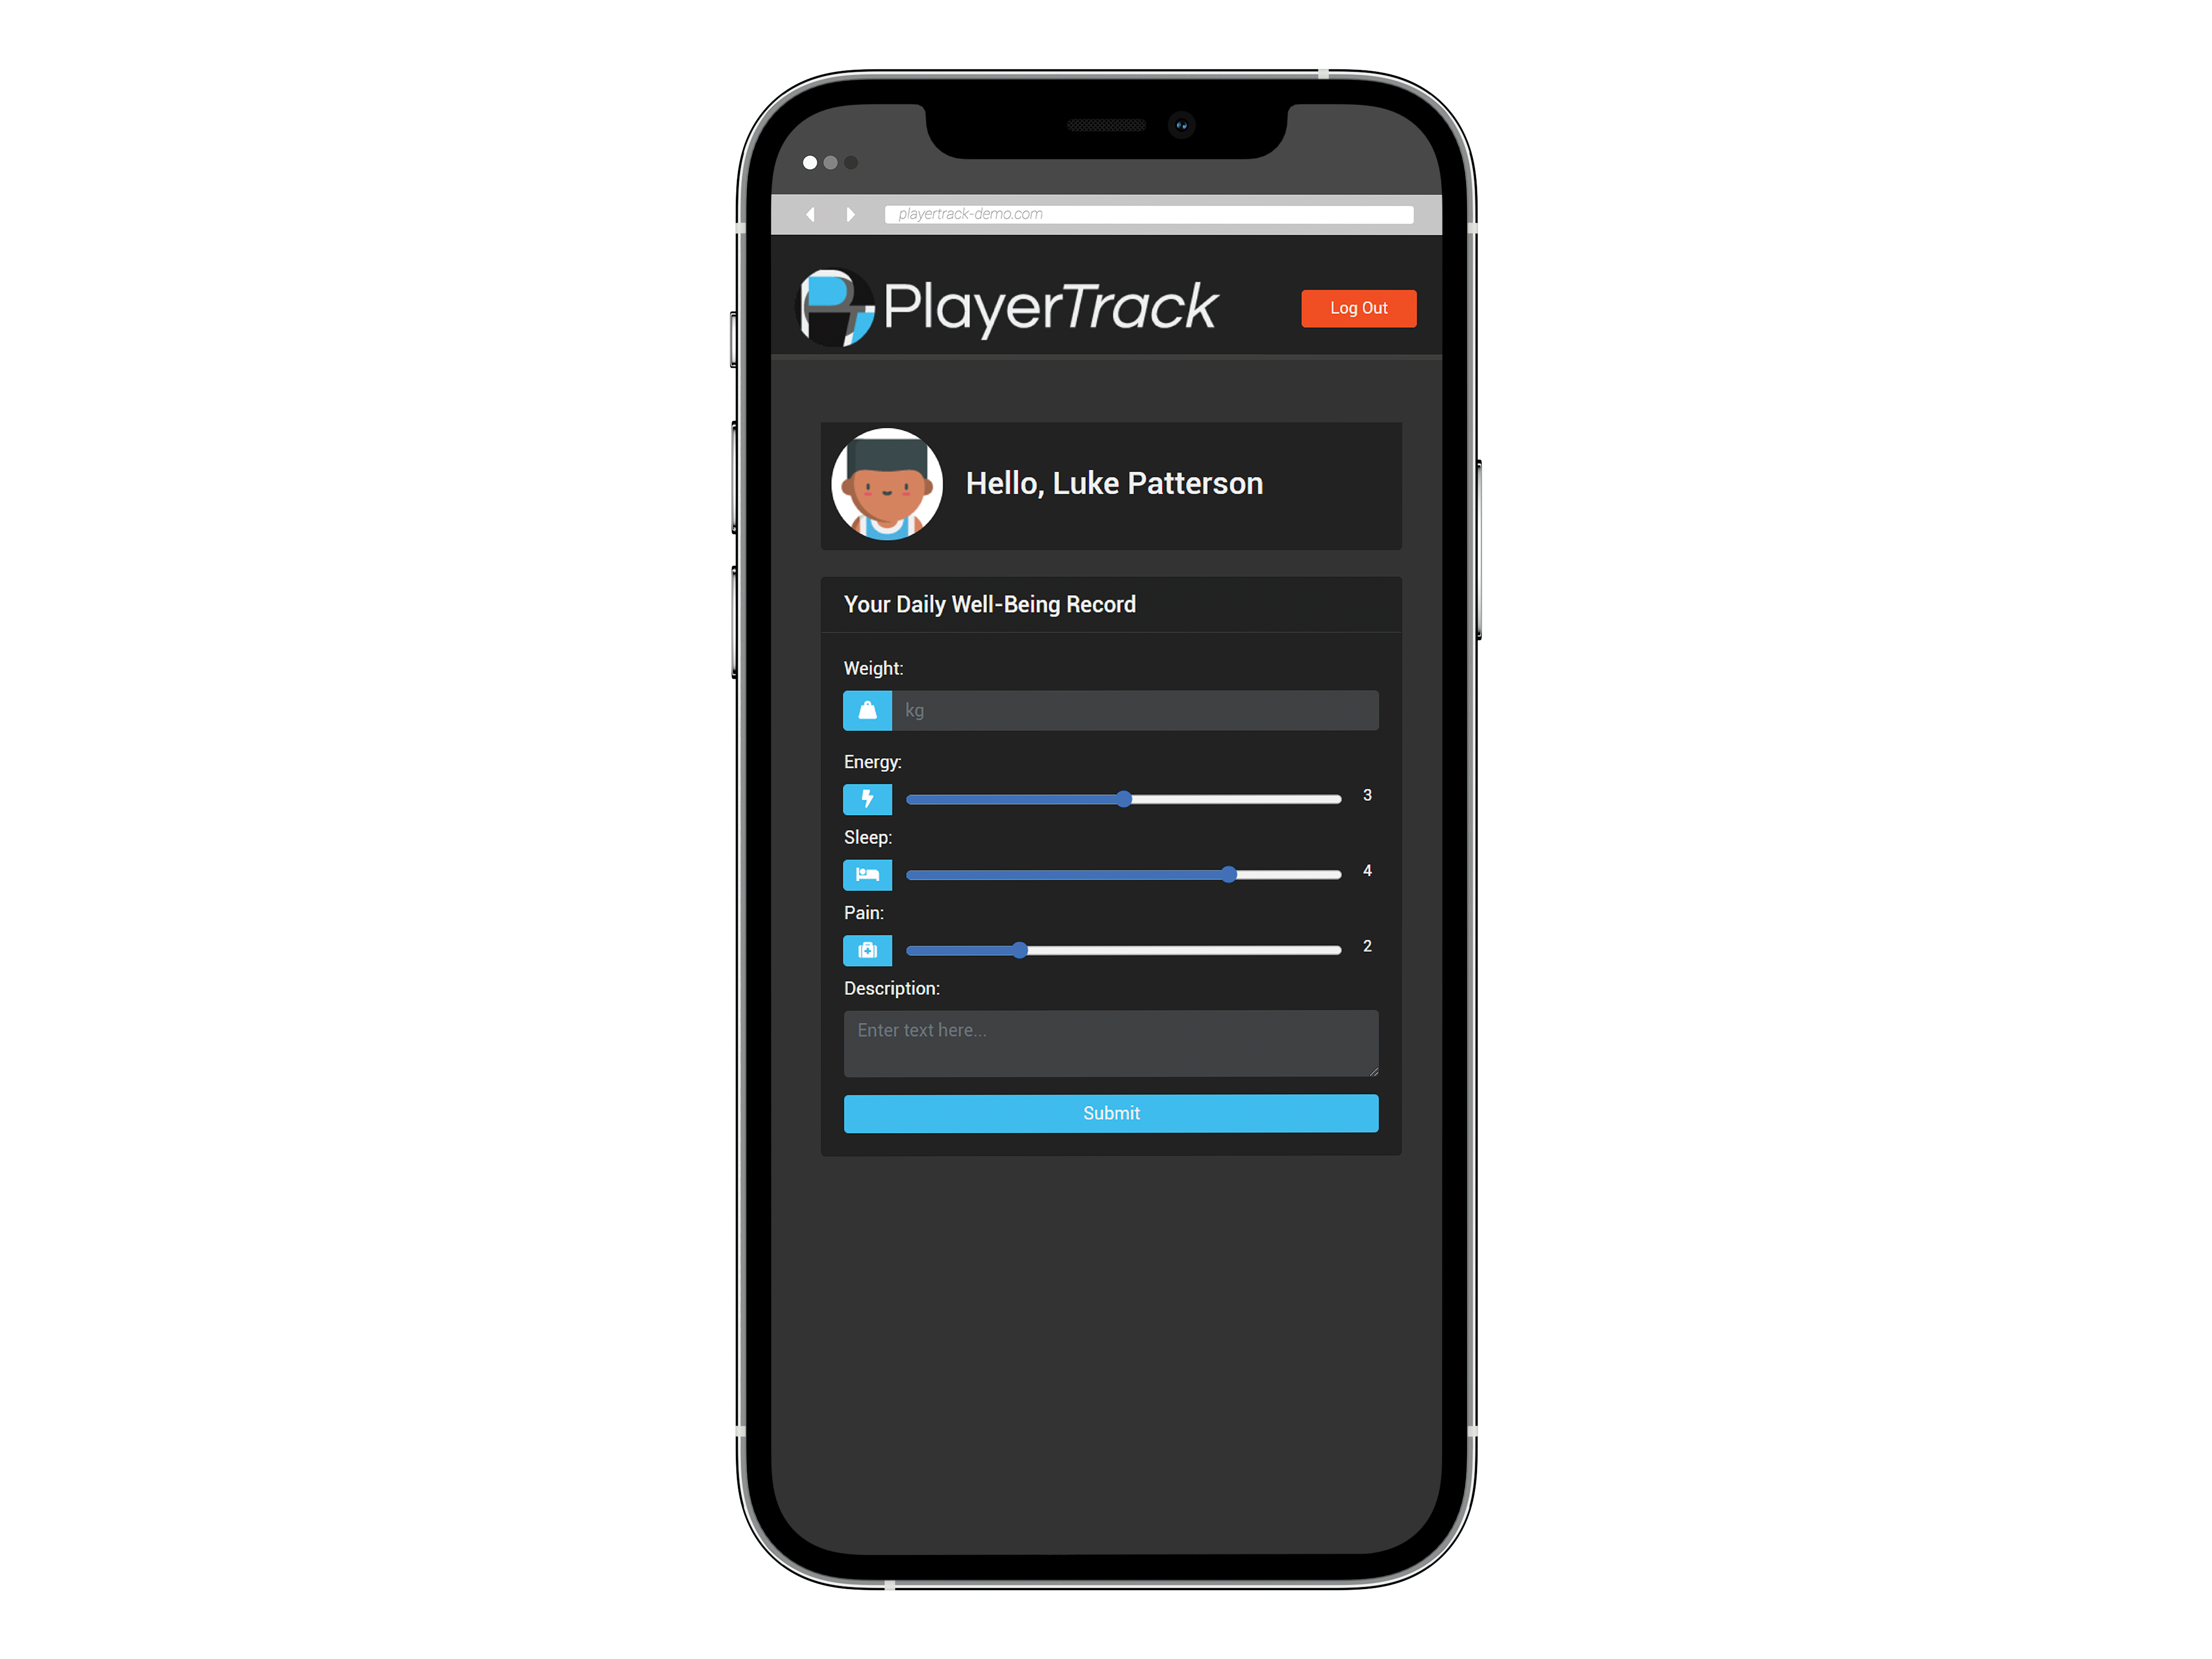 playertrack-demo.com
PlayerTrack
Log Out
Hello, Luke Patterson
Your Daily Well-Being Record
Weight:
kg
Energy:
3
Sleep:
4
Pain:
2
Description:
Enter text here...
Submit